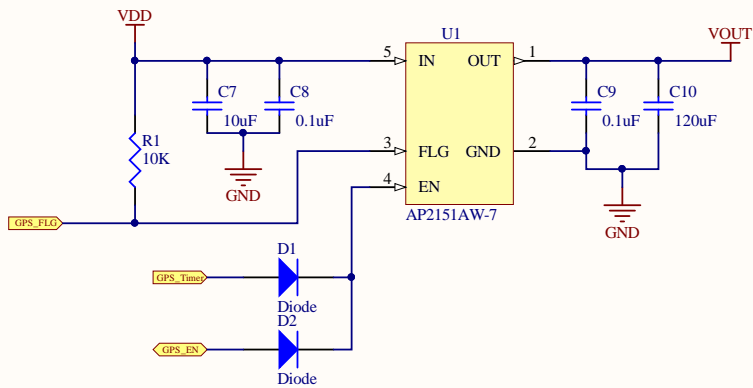 VDD
U1
VOUT
5
IN
OUT
1
C7
10uF
C8
0.1uF
C9
0.1uF
C10
120uF
R1
10K
3
FLG
GND
2
4
EN
GND
AP2151AW-7
GND
GPS_FLG
D1
GPS_Timer
Diode
D2
GPS_EN
Diode